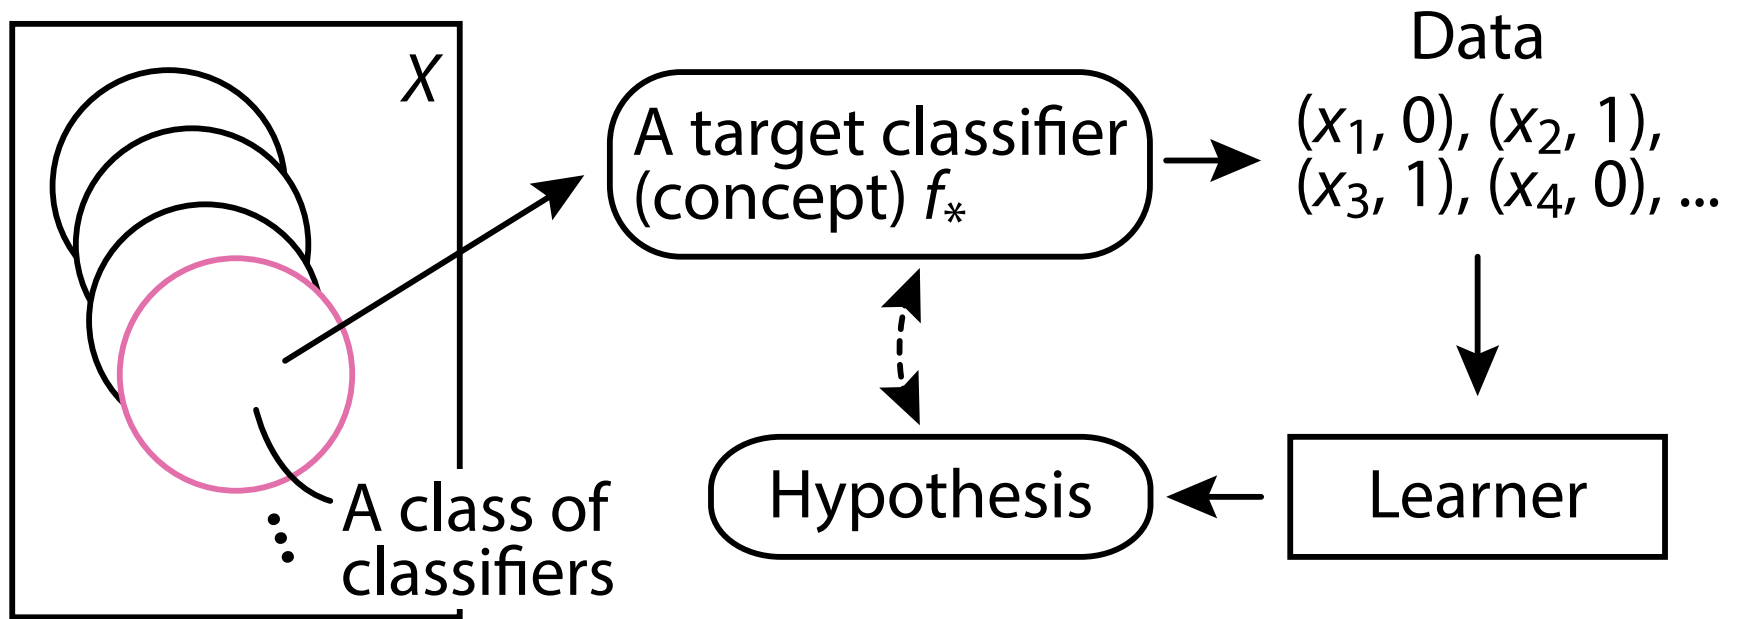 X
A class of
classifiers
A target classifier
(concept) f*
Data
(x1, 0), (x2, 1),
(x3, 1), (x4, 0), ...
Learner
Hypothesis